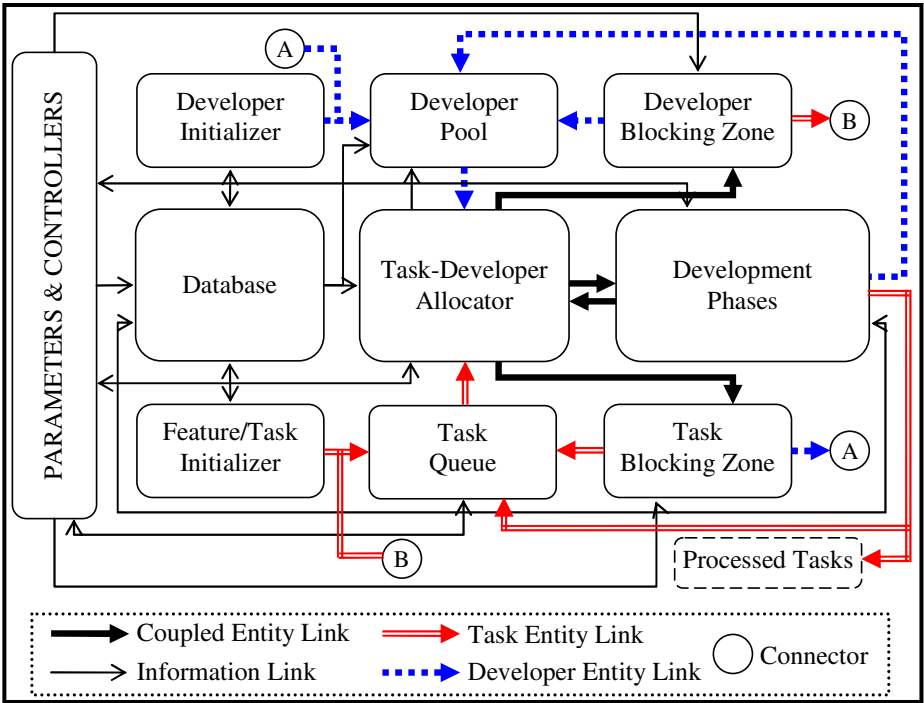 PARAMETERS & CONTROLLERS
A
Developer
Initializer
Developer
Pool
Developer
Blocking Zone
B
Database
Task-Developer
Allocator
Development
Phases
Feature/Task
Initializer
Task
Queue
Task
Blocking Zone
A
B
Processed Tasks
Coupled Entity Link
Task Entity Link
Information Link
Developer Entity Link
Connector